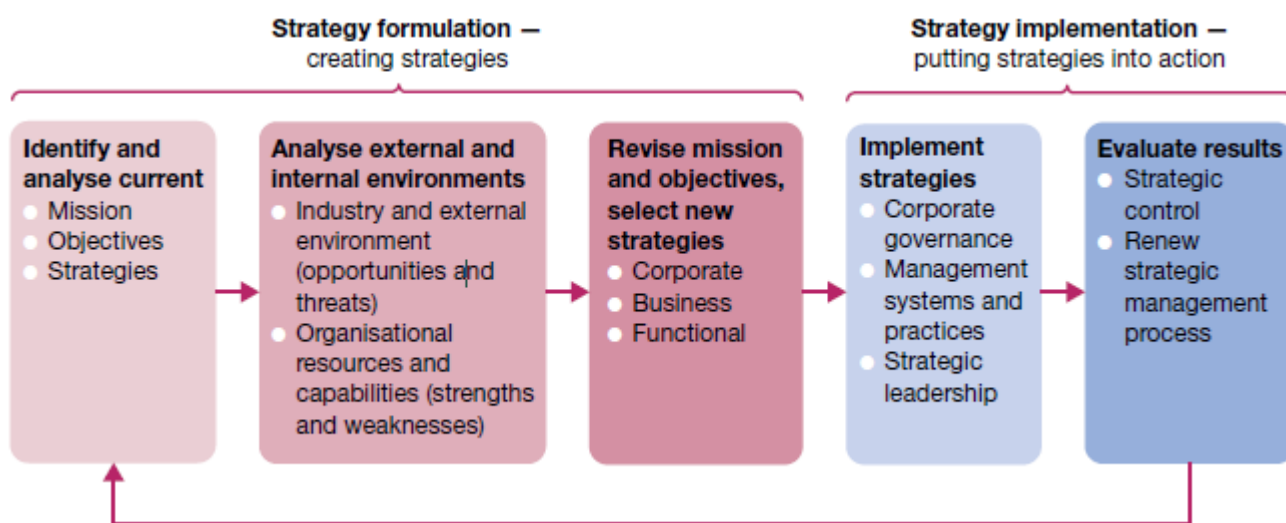 Strategy formulation —
creating strategies
Strategy implementation —
putting strategies into action
Identify and
analyse current
Mission
Objectives
Strategies
Analyse external and
internal environments
Industry and external
environment
(opportunities and
threats)
Organisational
resources and
capabilities (strengths
and weaknesses)
Revise mission
and objectives,
select new
strategies
Corporate
Business
Functional
Implement
strategies
Corporate
governance
Management
systems and
practices
Strategic
leadership
Evaluate results
Strategic
control
Renew
strategic
management
process